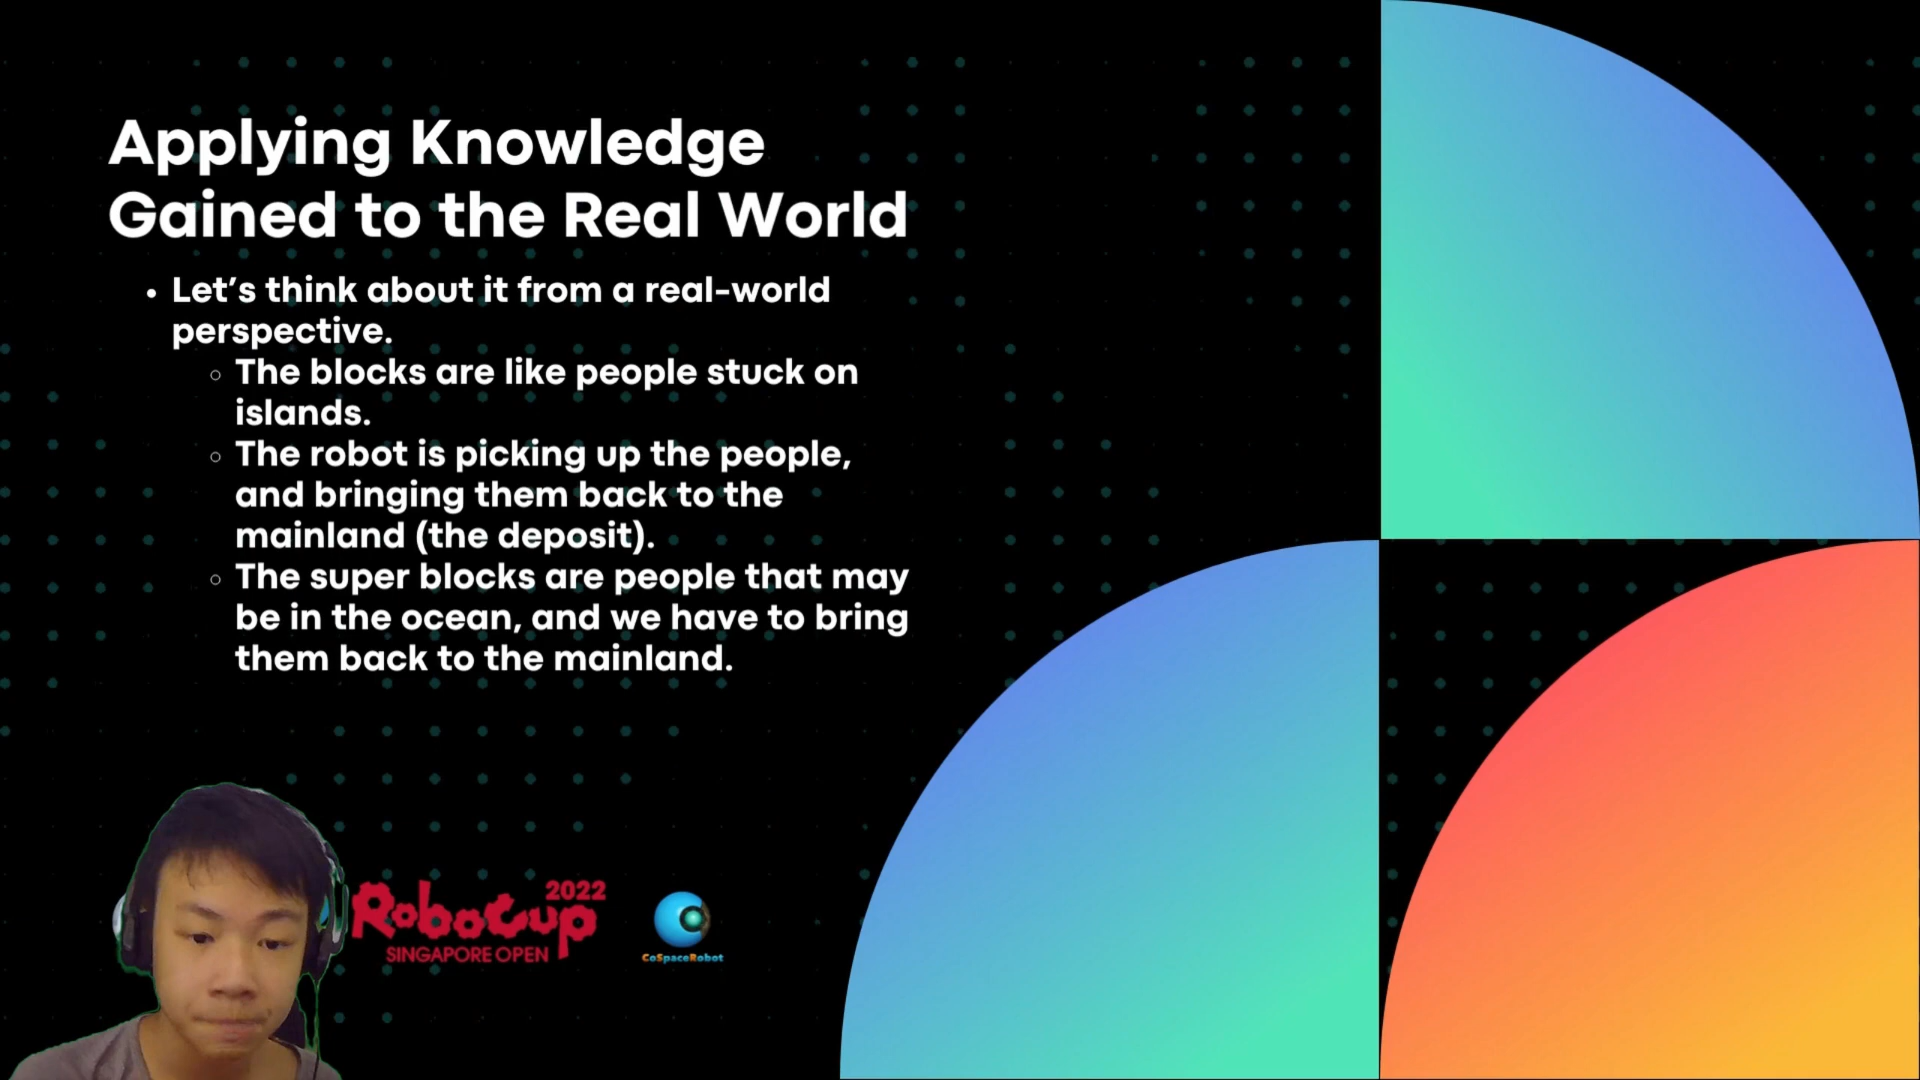 Applying Knowledge
Gained to the Real World
Let’s think about it from a real-world
perspective.
The blocks are like people stuck on
islands.
The robot is picking up the people,
and bringing them back to the
mainland (the deposit).
The super blocks are people that may
be in the ocean, and we have to bring
them back to the mainland.
2022
RoboCup
SINGAPORE OPEN
CoSpaceRobot